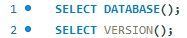 1 SELECT DATABASE();
2 SELECT VERSION();